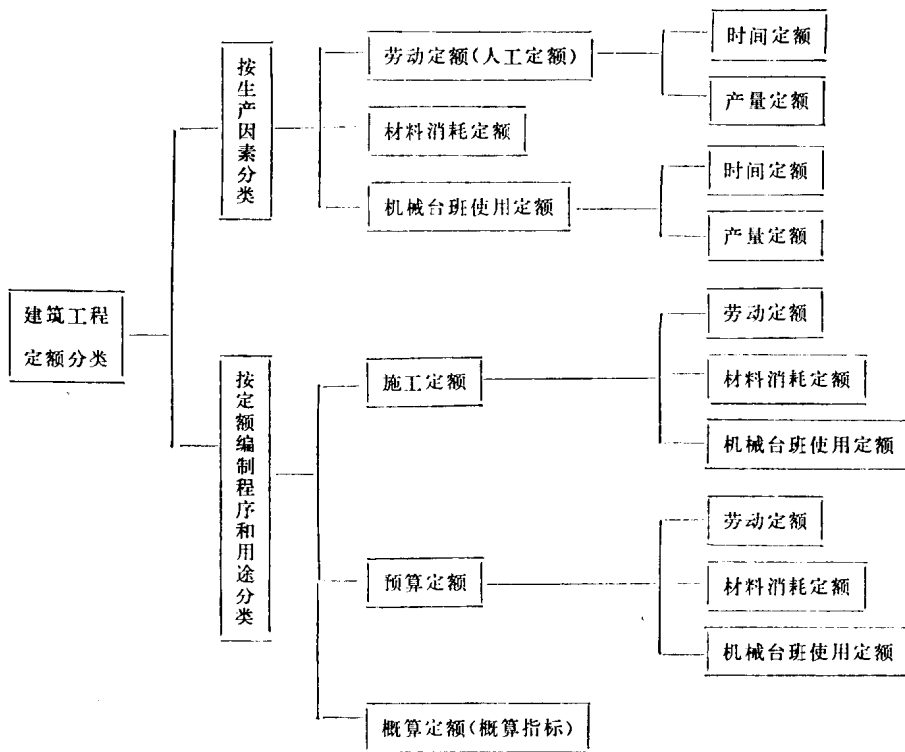 建筑工程
定额分类
按生产因素分类
劳动定额(人工定额)
时间定额
产量定额
材料消耗定额
机械台班使用定额
时间定额
产量定额
按定额编制程序和用途分类
施工定额
劳动定额
材料消耗定额
机械台班使用定额
预算定额
劳动定额
材料消耗定额
机械台班使用定额
概算定额(概算指标)